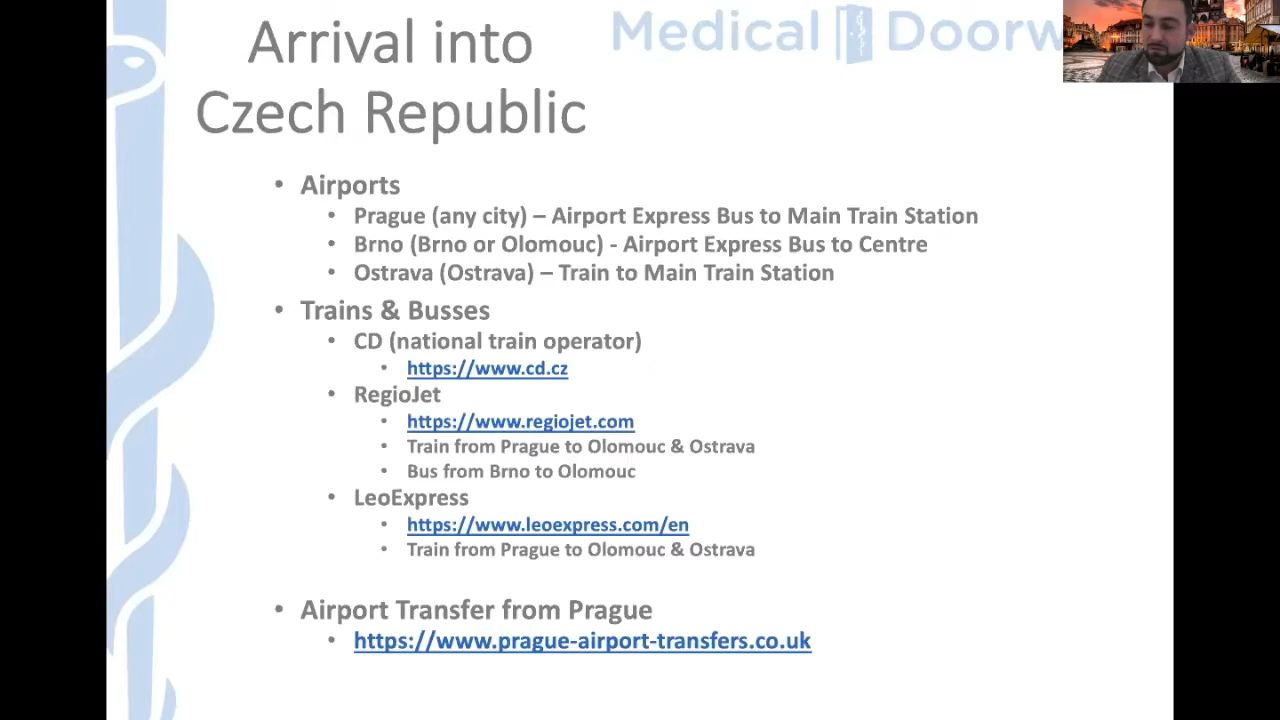 Arrival into
Czech Republic
Medical Doorw
Airports
Prague (any city) – Airport Express Bus to Main Train Station
Brno (Brno or Olomouc) - Airport Express Bus to Centre
Ostrava (Ostrava) – Train to Main Train Station
Trains & Busses
CD (national train operator)
https://www.cd.cz
RegioJet
https://www.regiojet.com
Train from Prague to Olomouc & Ostrava
Bus from Brno to Olomouc
LeoExpress
https://www.leoexpress.com/en
Train from Prague to Olomouc & Ostrava
Airport Transfer from Prague
https://www.prague-airport-transfers.co.uk